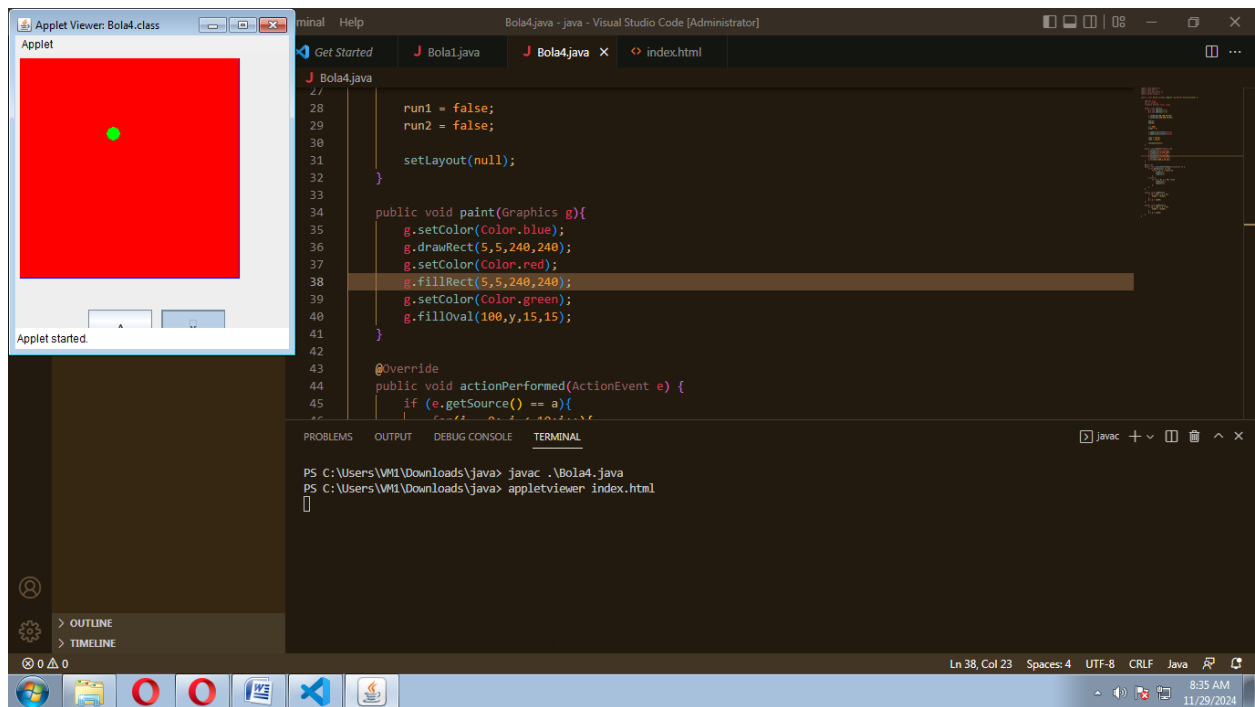 Applet Viewer: Bola4.class
Applet
Applet started.
minal Help
Bola4.java - java - Visual Studio Code [Administrator]
Get Started
J Bola1.java
J Bola4.java
<> index.html
J Bola4.java
27
28 run1 = false;
29 run2 = false;
30
31 setLayout(null);
32 }
33
34 public void paint(Graphics g){
35 g.setColor(Color.blue);
36 g.drawRect(5,5,240,240);
37 g.setColor(Color.red);
38 g.fillRect(5,5,240,240);
39 g.setColor(Color.green);
40 g.fillOval(100,y,15,15);
41 }
42
43 @Override
44 public void actionPerformed(ActionEvent e) {
45 if (e.getSource() == a){
PROBLEMS OUTPUT DEBUG CONSOLE TERMINAL
javac
PS C:\Users\VM1\Downloads\java> javac .\Bola4.java
PS C:\Users\VM1\Downloads\java> appletviewer index.html
> OUTLINE
> TIMELINE
0 0
Ln 38, Col 23 Spaces: 4 UTF-8 CRLF Java
8:35 AM
11/29/2024